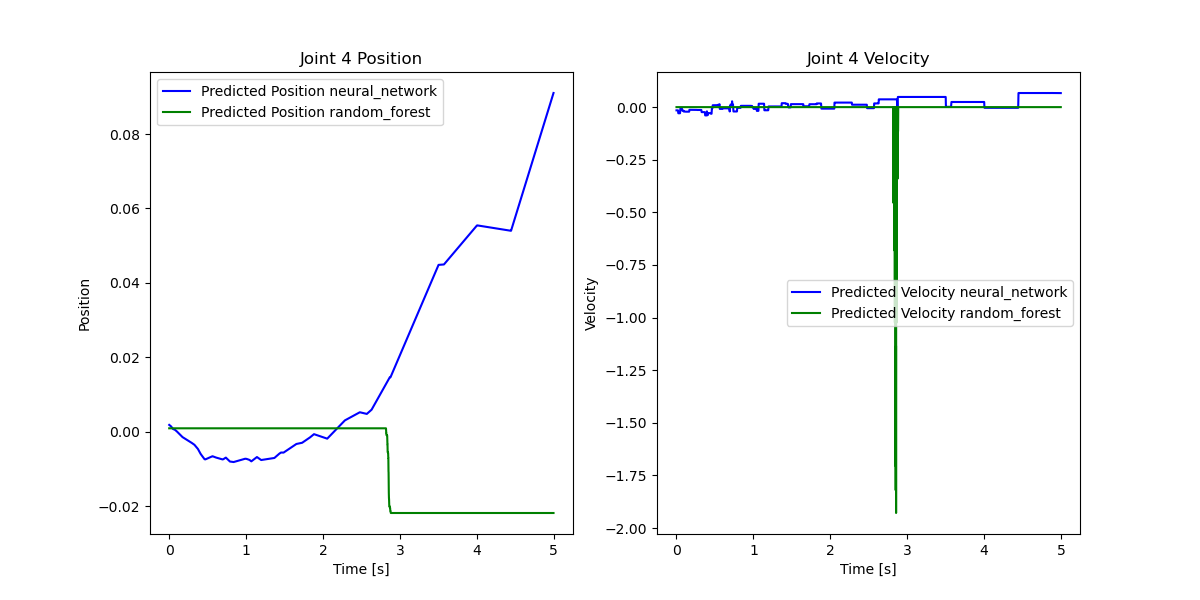 Joint 4 Position
Predicted Position neural_network
Predicted Position random_forest
0.08
0.06
0.04
0.02
0.00
−0.02
Position
0
1
2
3
4
5
Time [s]
Joint 4 Velocity
0.00
−0.25
−0.50
−0.75
−1.00
−1.25
−1.50
−1.75
−2.00
Velocity
Predicted Velocity neural_network
Predicted Velocity random_forest
0
1
2
3
4
5
Time [s]